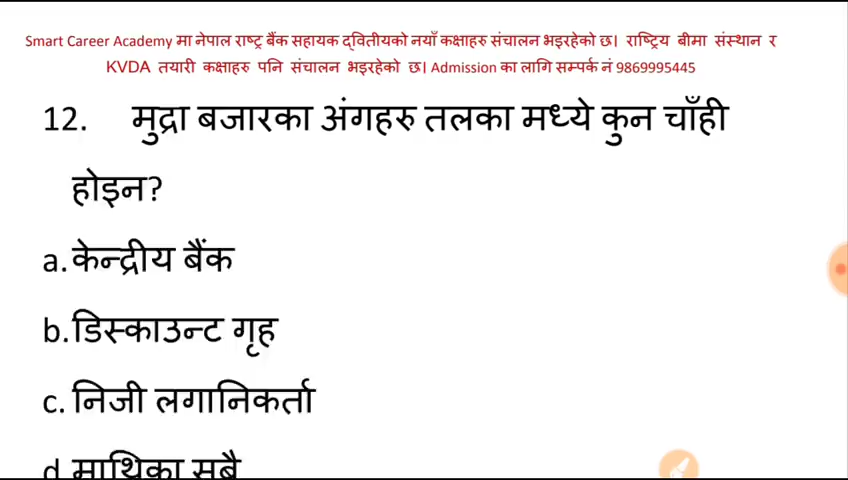 Smart Career Academy मा नेपाल राष्ट्र बैंक सहायक द्वितीयको नयाँ कक्षाहरु संचालन भइरहेको छ। राष्ट्रिय बीमा संस्थान र
KVDA तयारी कक्षाहरु पनि संचालन भइरहेको छ। Admission का लागि सम्पर्क नं 9869995445
12. मुद्रा बजारका अंगहरु तलका मध्ये कुन चाँही
होइन?
a. केन्द्रीय बैंक
b. डिस्काउन्ट गृह
c. निजी लगानिकर्ता
d माथिका सबै